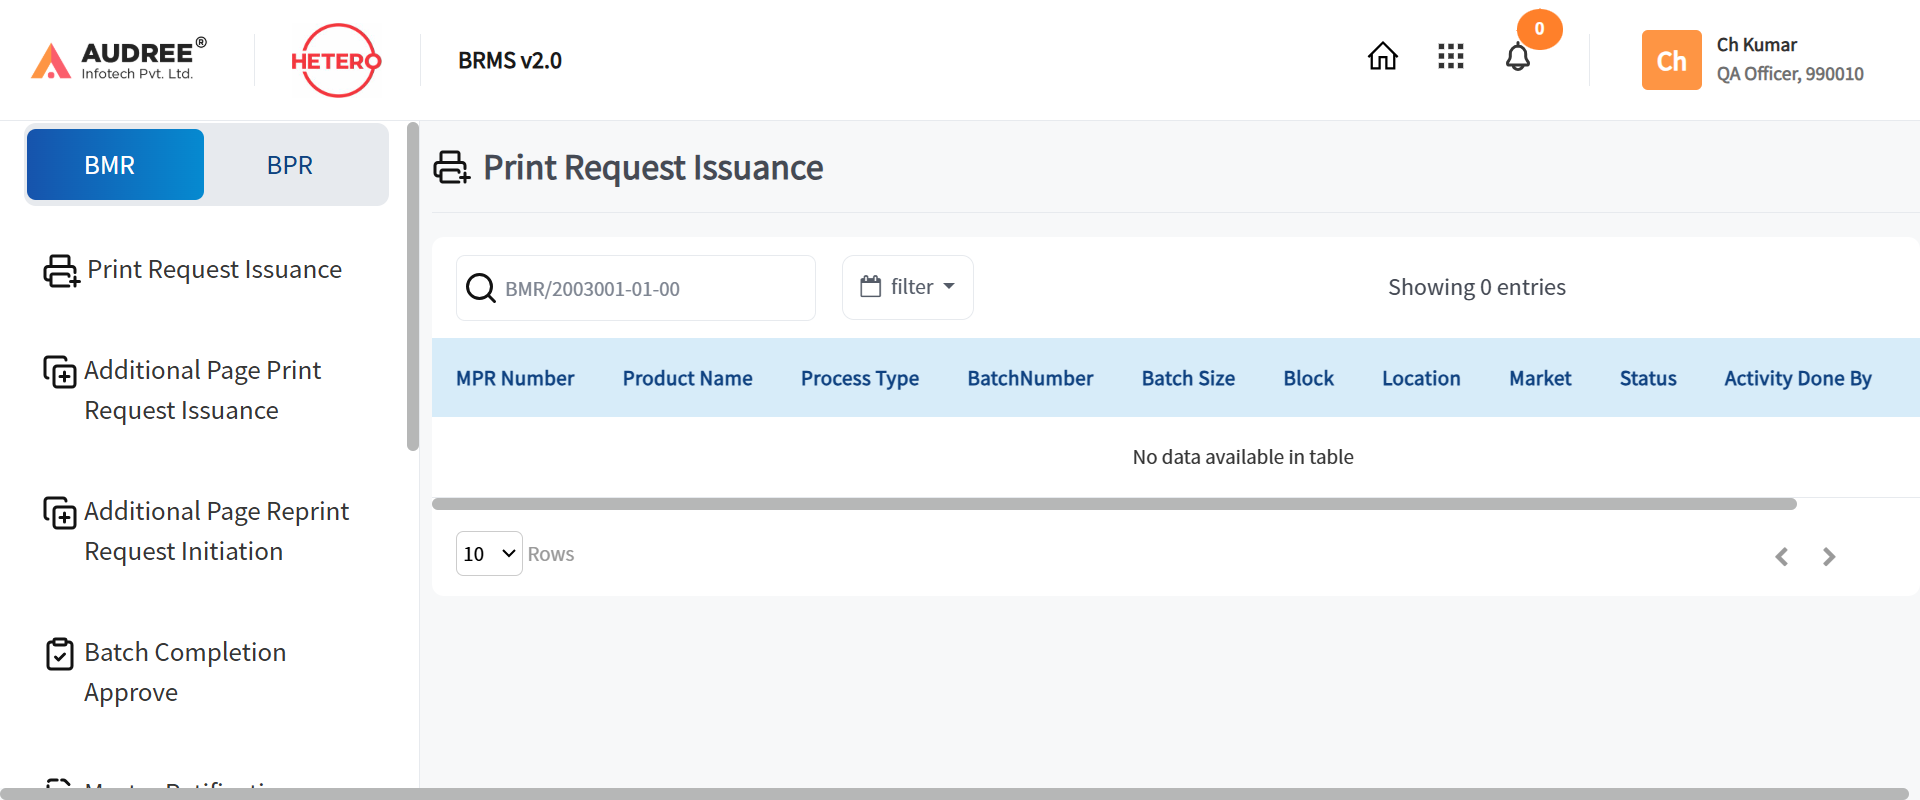 AUDREE®
Infotech Pvt. Ltd.
HETERO
BRMS v2.0
0
Ch
Ch Kumar
QA Officer, 990010
BMR
BPR
Print Request Issuance
Additional Page Print
Request Issuance
Additional Page Reprint
Request Initiation
Batch Completion
Approve
Print Request Issuance
BMR/2003001-01-00
filter
Showing 0 entries
MPR Number Product Name Process Type BatchNumber Batch Size Block Location Market Status Activity Done By
No data available in table
10 Rows